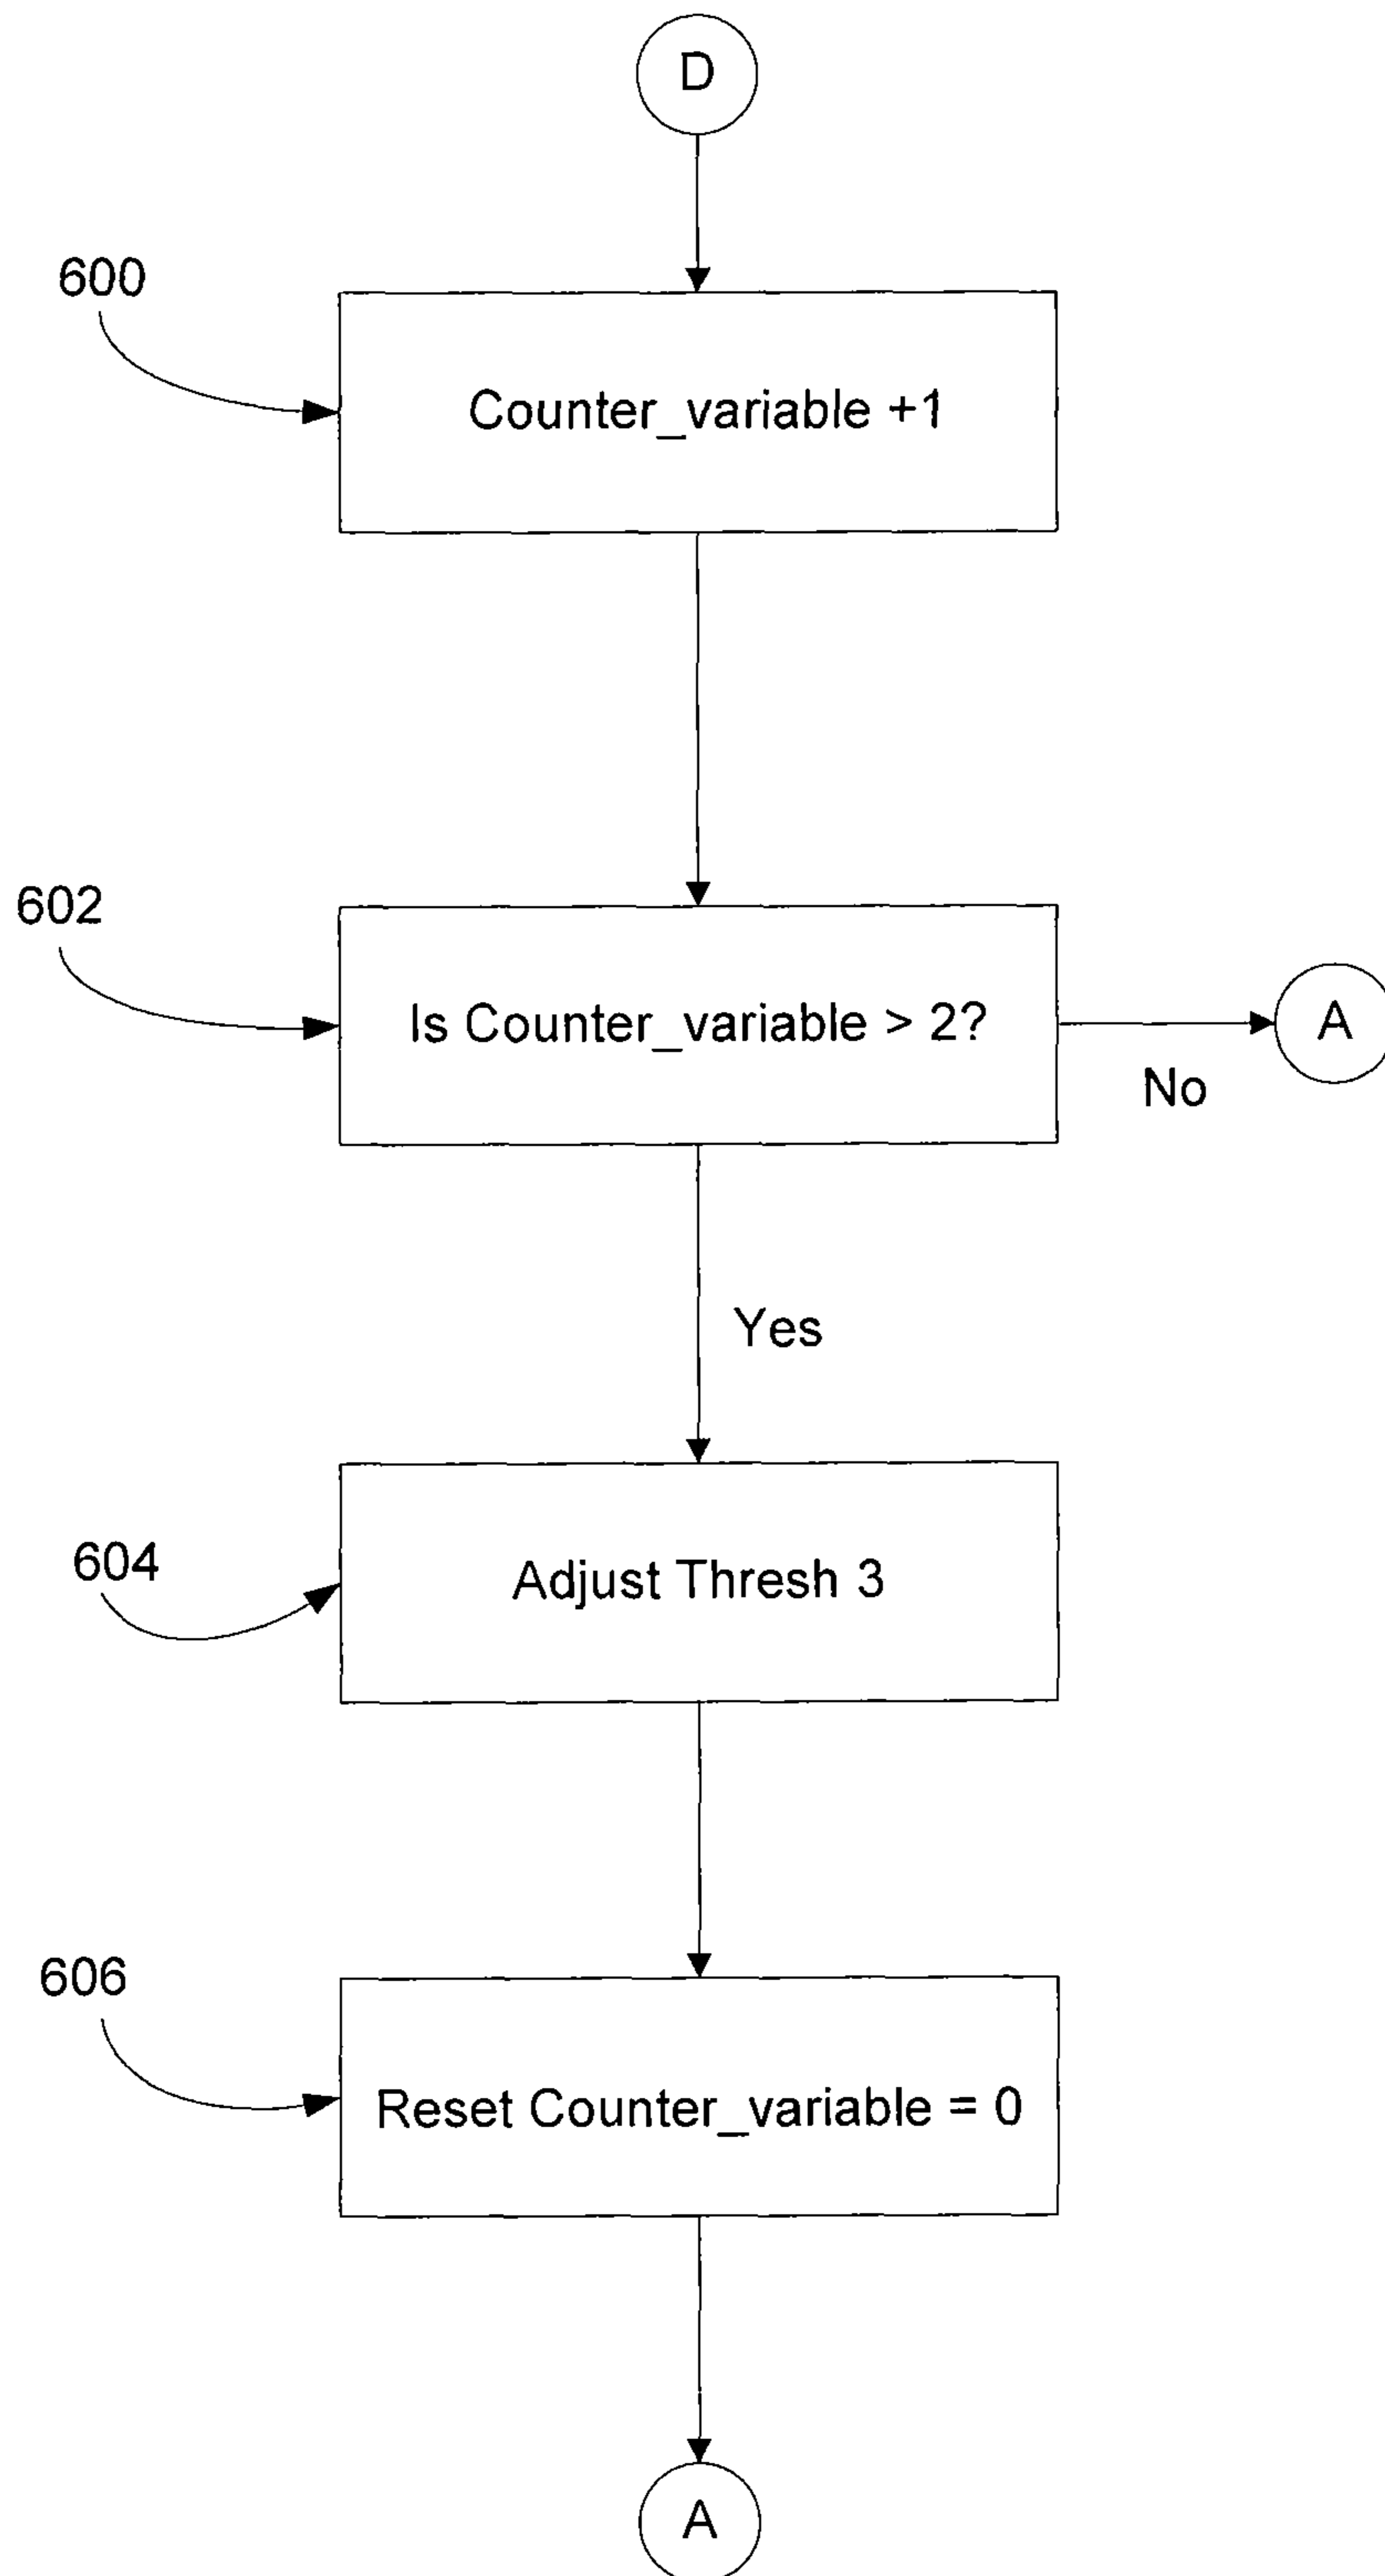 D
600
Counter_variable +1
602
Is Counter_variable > 2?
A
No
Yes
604
Adjust Thresh 3
606
Reset Counter_variable = 0
A